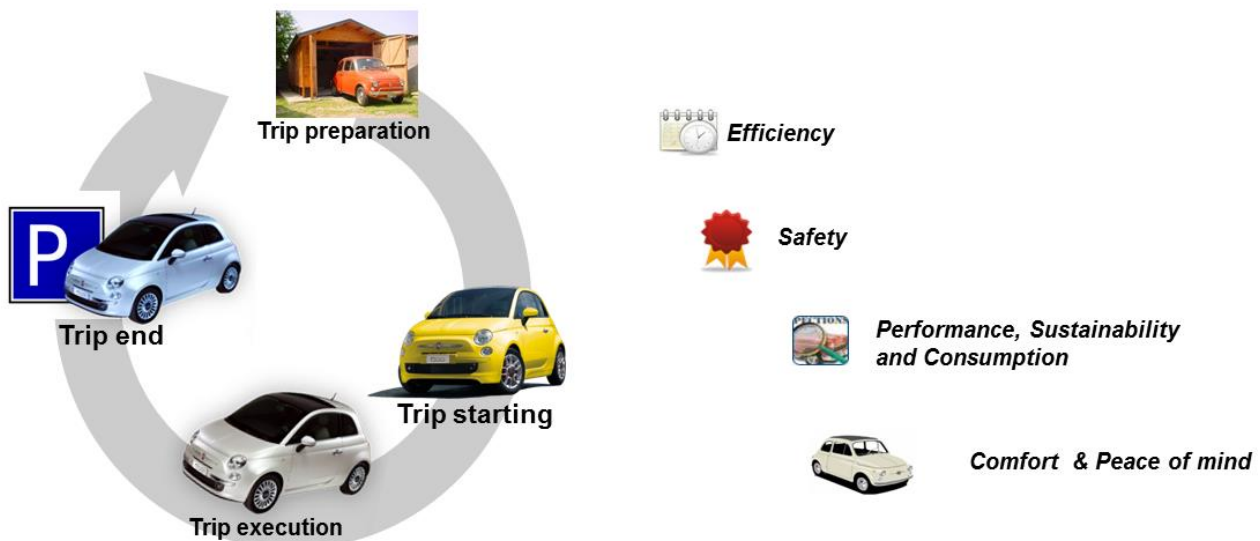 Trip preparation
P
Trip end
Trip starting
Trip execution
Efficiency
Safety
Performance, Sustainability
and Consumption
Comfort & Peace of mind